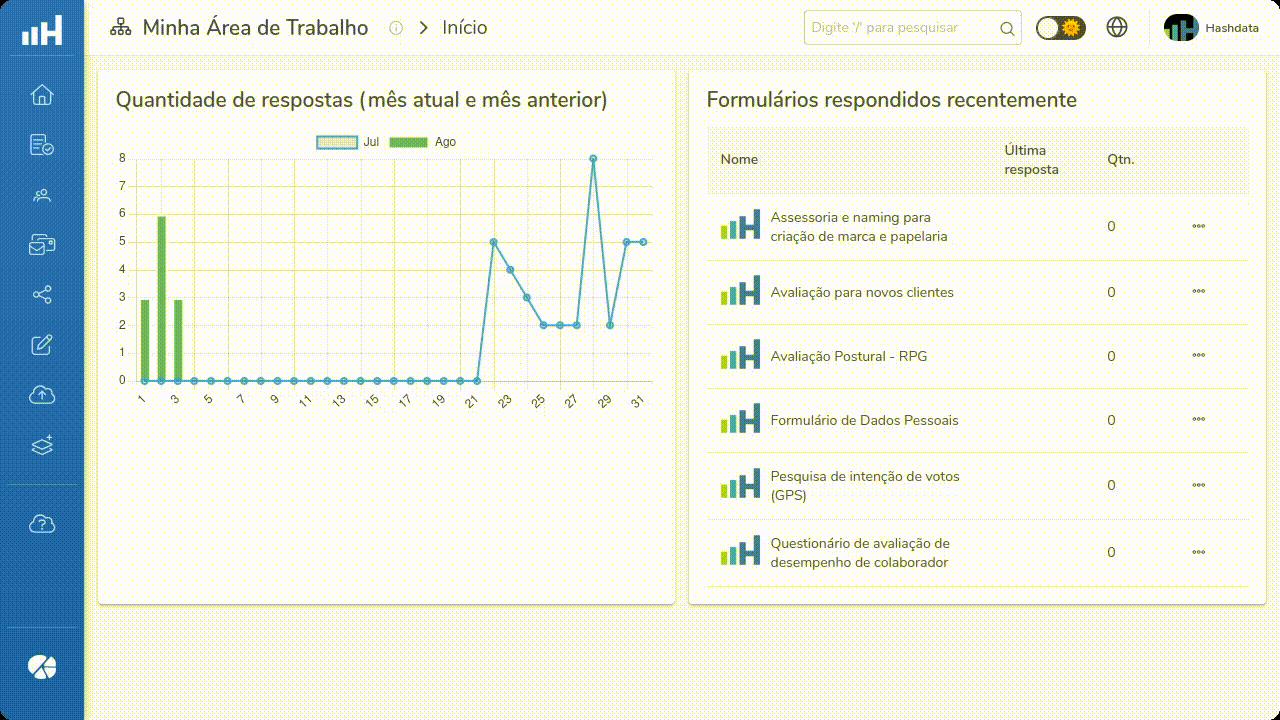 Minha Área de Trabalho
Início
Digite '/' para pesquisar
Hashdata
Quantidade de respostas (mês atual e mês anterior)
Jul
Ago
8
7
6
5
4
3
2
1
0
1
3
5
7
9
11
13
15
17
19
21
23
25
27
29
31
Formulários respondidos recentemente
Nome
Última
resposta
Qtn.
Assessoria e naming para
criação de marca e papelaria
0
Avaliação para novos clientes
0
Avaliação Postural - RPG
0
Formulário de Dados Pessoais
0
Pesquisa de intenção de votos
(GPS)
0
Questionário de avaliação de
desempenho de colaborador
0